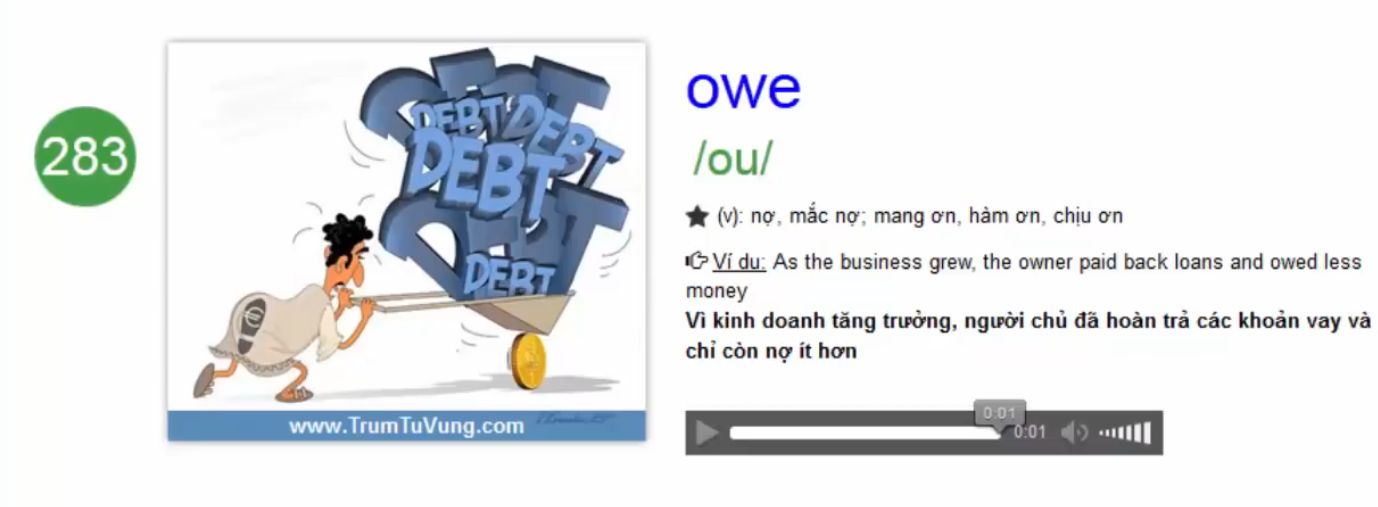 283
DEBT DEBT
DEBT
DEBT
DEBT
€
www.TrumTuVung.com
owe
/ou/
(v): nợ, mắc nợ; mang ơn, hàm ơn, chịu ơn
Ví du: As the business grew, the owner paid back loans and owed less
money
Vì kinh doanh tăng trưởng, người chủ đã hoàn trả các khoản vay và
chỉ còn nợ ít hơn
0:01
0:01